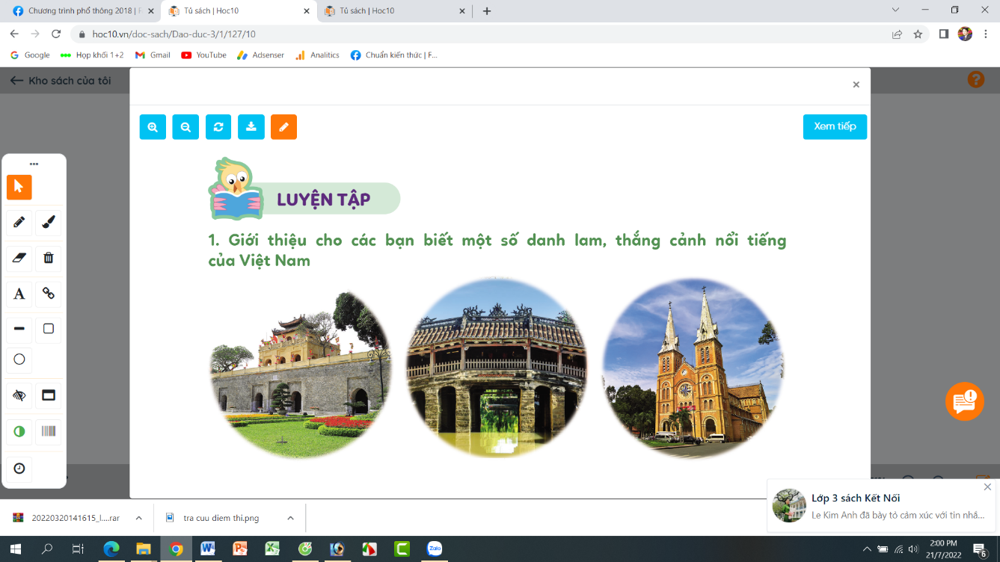 Chương trình phổ thông 2018 | F
Tủ sách | Hoc10
Tủ sách | Hoc10
hoc10.vn/doc-sach/Dao-duc-3/1/127/10
Google
Họp khối 1+2
Gmail
YouTube
Adsenser
Analitics
Chuẩn kiến thức | F...
Kho sách của tôi
Xem tiếp
LUYỆN TẬP
1. Giới thiệu cho các bạn biết một số danh lam, thắng cảnh nổi tiếng
của Việt Nam
Lớp 3 sách Kết Nối
Le Kim Anh đã bày tỏ cảm xúc với tin nhắ...
20220320141615_I....rar
tra cuu diem thi.png
Zalo
2:00 PM
21/7/2022
6